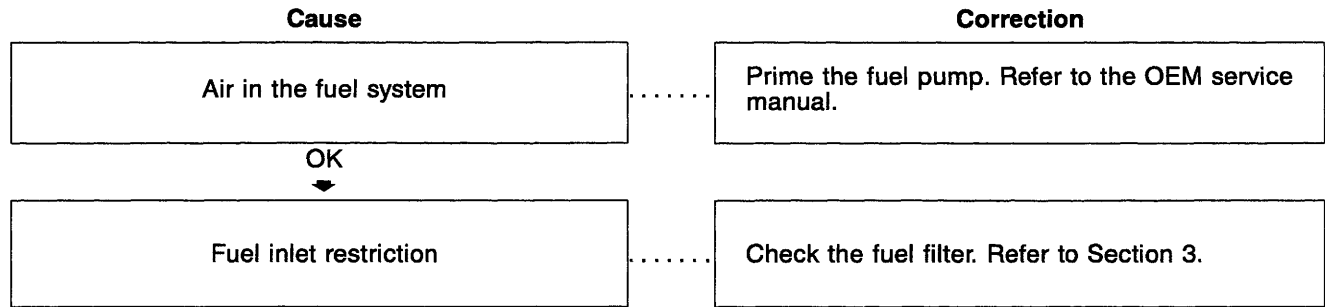 Cause
Correction
Air in the fuel system
.......
Prime the fuel pump. Refer to the OEM service
manual.
OK
Fuel inlet restriction
.......
Check the fuel filter. Refer to Section 3.